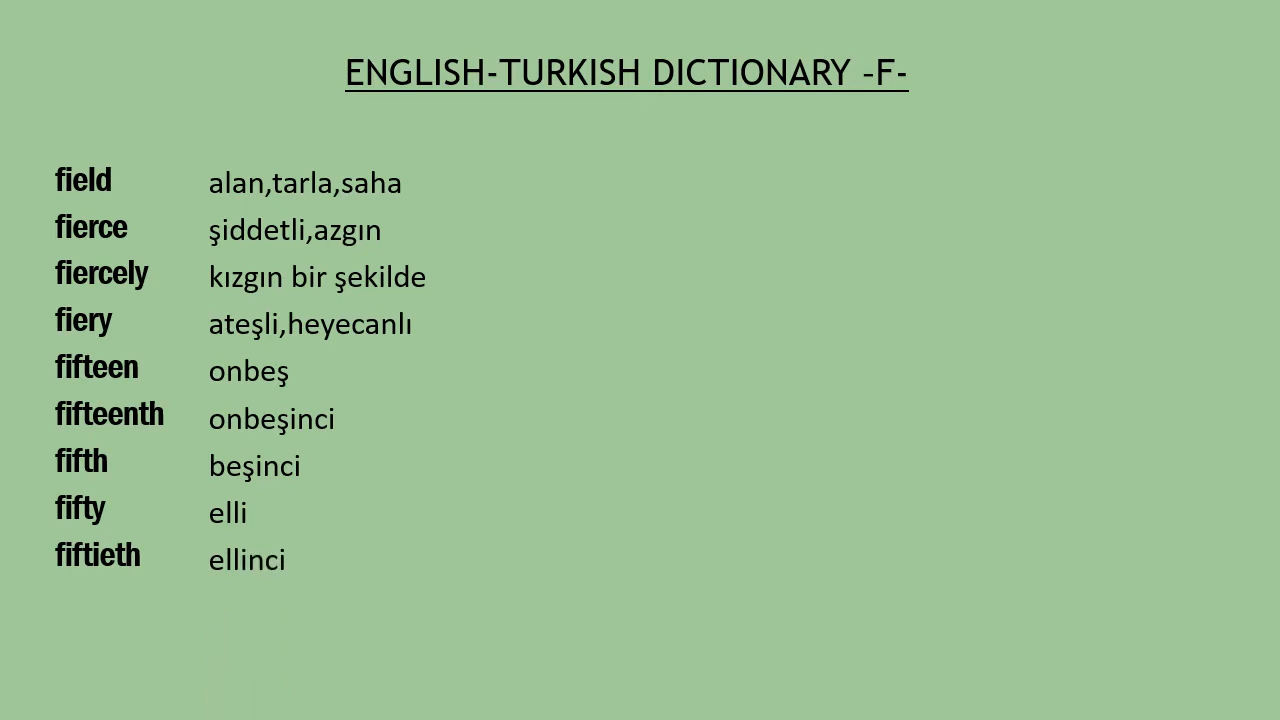 ENGLISH-TURKISH DICTIONARY –F-
field alan,tarla,saha
fierce şiddetli,azgın
fiercely kızgın bir şekilde
fiery ateşli,heyecanlı
fifteen onbeş
fifteenth onbeşinci
fifth beşinci
fifty elli
fiftieth ellinci